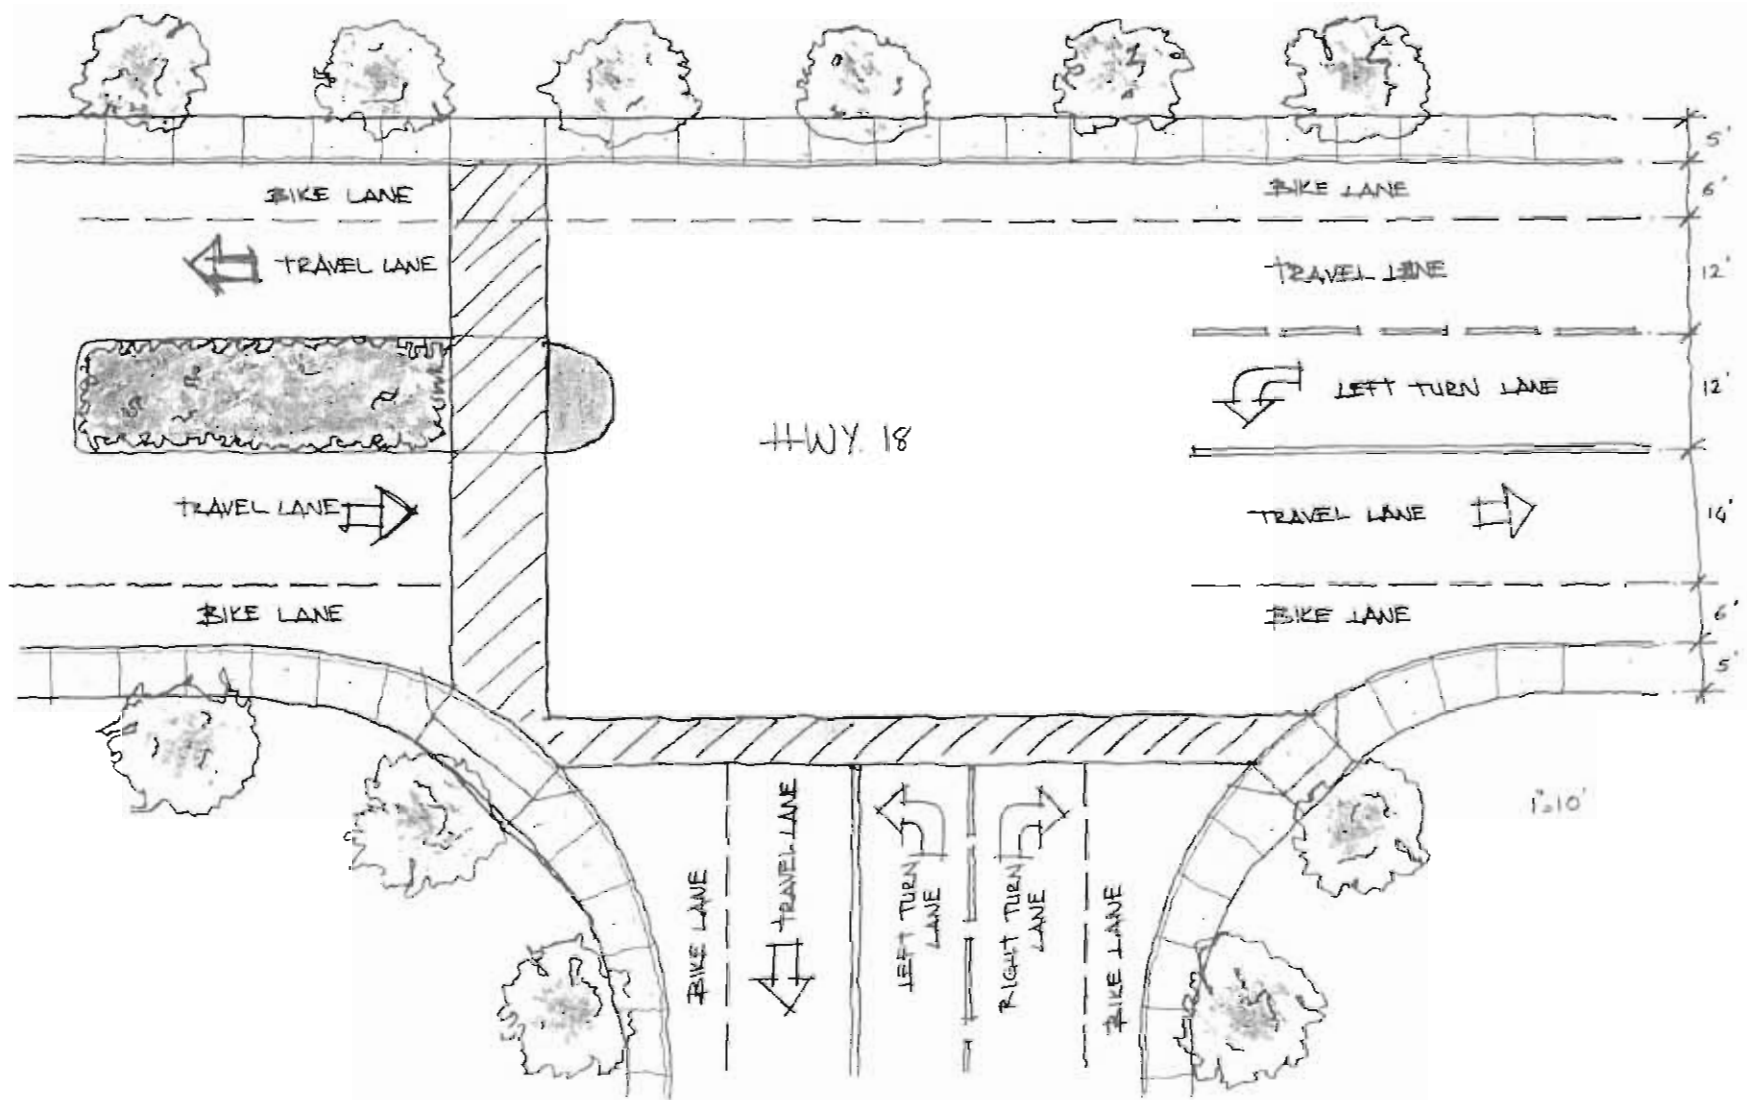 5'
BIKE LANE
BIKE LANE
6'
TRAVEL LANE
TRAVEL LANE
12'
LEFT TURN LANE
12'
HWY. 18
TRAVEL LANE
TRAVEL LANE
14'
BIKE LANE
BIKE LANE
6'
5'
BIKE LANE
TRAVEL LANE
LEFT TURN
LANE
RIGHT TURN
LANE
BIKE LANE
1"=10'